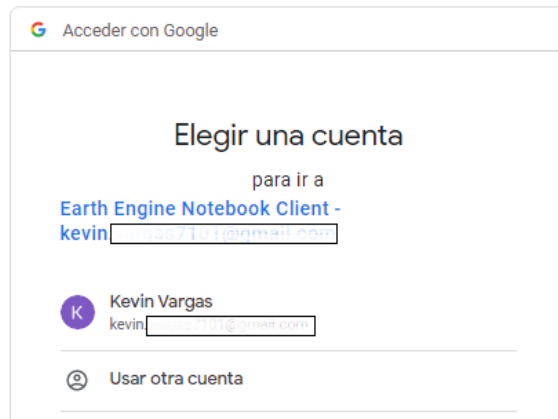 Acceder con Google
Elegir una cuenta
para ir a
Earth Engine Notebook Client -
kevin
Kevin Vargas
kevin.
Usar otra cuenta